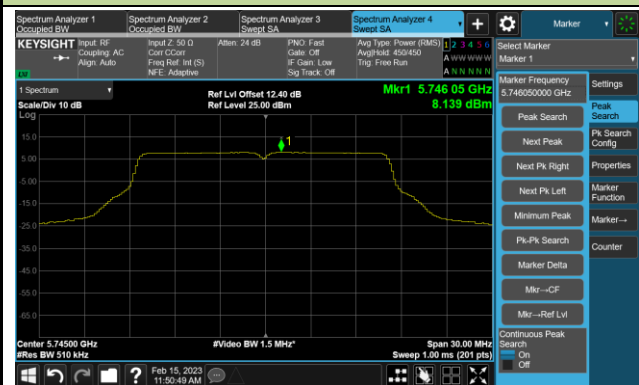 Spectrum Analyzer 1
Occupied BW
Spectrum Analyzer 2
Occupied BW
Spectrum Analyzer 3
Swept SA
Spectrum Analyzer 4
Swept SA
Marker
KEYSIGHT
Input: RF
Coupling: AC
Align: Auto
Input Z: 50 Ω
Corr CCorr
Freq Ref: Int (S)
NFE: Adaptive
Atten: 24 dB
PNO: Fast
Gate: Off
IF Gain: Low
Sig Track: Off
Avg Type: Power (RMS)
Avg|Hold: 450/450
Trig: Free Run
1 2 3 4 5 6
A W W W W W
A N N N N N
Select Marker
Marker 1
1 Spectrum
Scale/Div 10 dB
Log
Ref Lvl Offset 12.40 dB
Ref Level 25.00 dBm
Mkr1 5.746 05 GHz
8.139 dBm
15.0
5.00
-5.00
-15.0
-25.0
-35.0
-45.0
-55.0
-65.0
1
Center 5.74500 GHz
#Res BW 510 kHz
#Video BW 1.5 MHz*
Span 30.00 MHz
Sweep 1.00 ms (201 pts)
Marker Frequency
5.746050000 GHz
Peak Search
Next Peak
Next Pk Right
Next Pk Left
Minimum Peak
Pk-Pk Search
Marker Delta
Mkr→CF
Mkr→Ref Lvl
Continuous Peak
Search
On
Off
Settings
Peak
Search
Pk Search
Config
Properties
Marker
Function
Marker→
Counter
Feb 15, 2023
11:50:49 AM